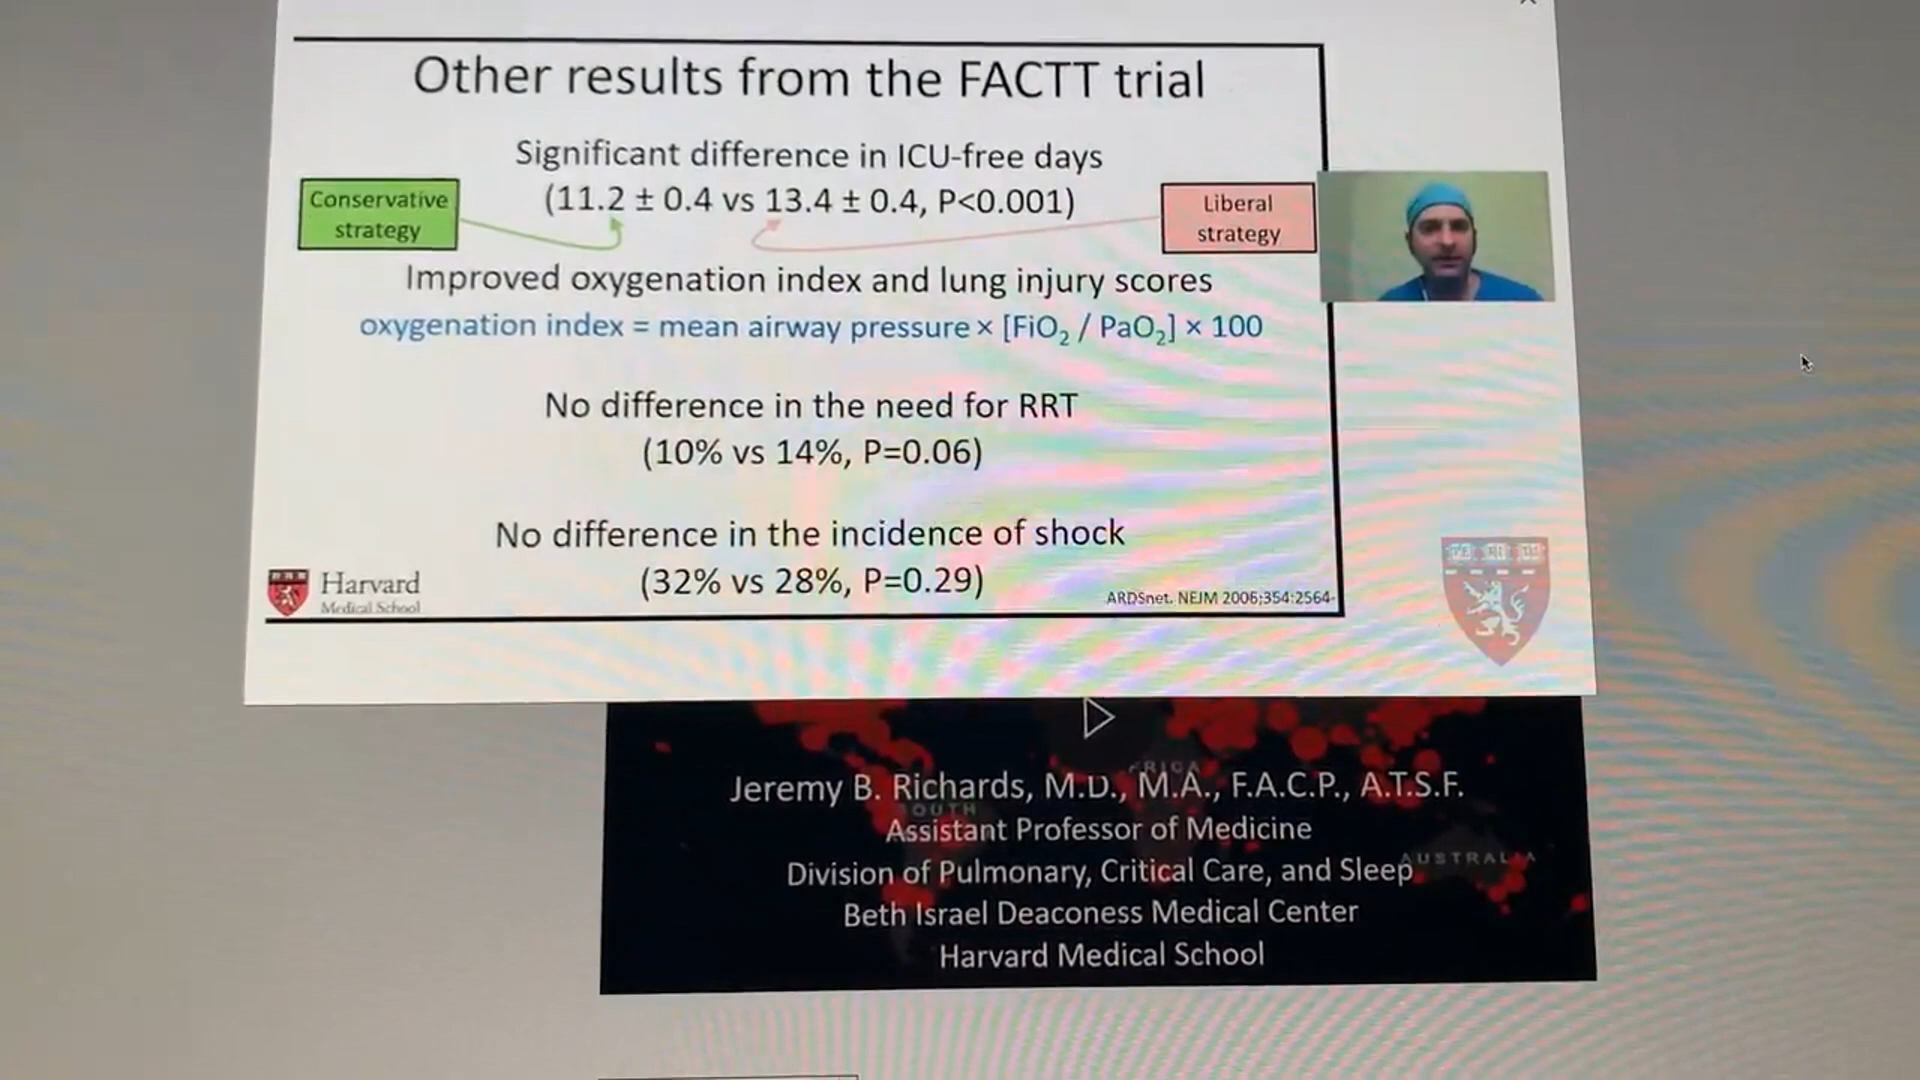 Other results from the FACTT trial
Significant difference in ICU-free days
(11.2 ± 0.4 vs 13.4 ± 0.4, P<0.001)
Conservative
strategy
Liberal
strategy
Improved oxygenation index and lung injury scores
oxygenation index = mean airway pressure × [FiO₂ / PaO₂] × 100
No difference in the need for RRT
(10% vs 14%, P=0.06)
No difference in the incidence of shock
(32% vs 28%, P=0.29)
Harvard
Medical School
ARDSnet. NEJM 2006;354:2564-
Jeremy B. Richards, M.D., M.A., F.A.C.P., A.T.S.F.
Assistant Professor of Medicine
Division of Pulmonary, Critical Care, and Sleep
AUSTRALIA
Beth Israel Deaconess Medical Center
Harvard Medical School